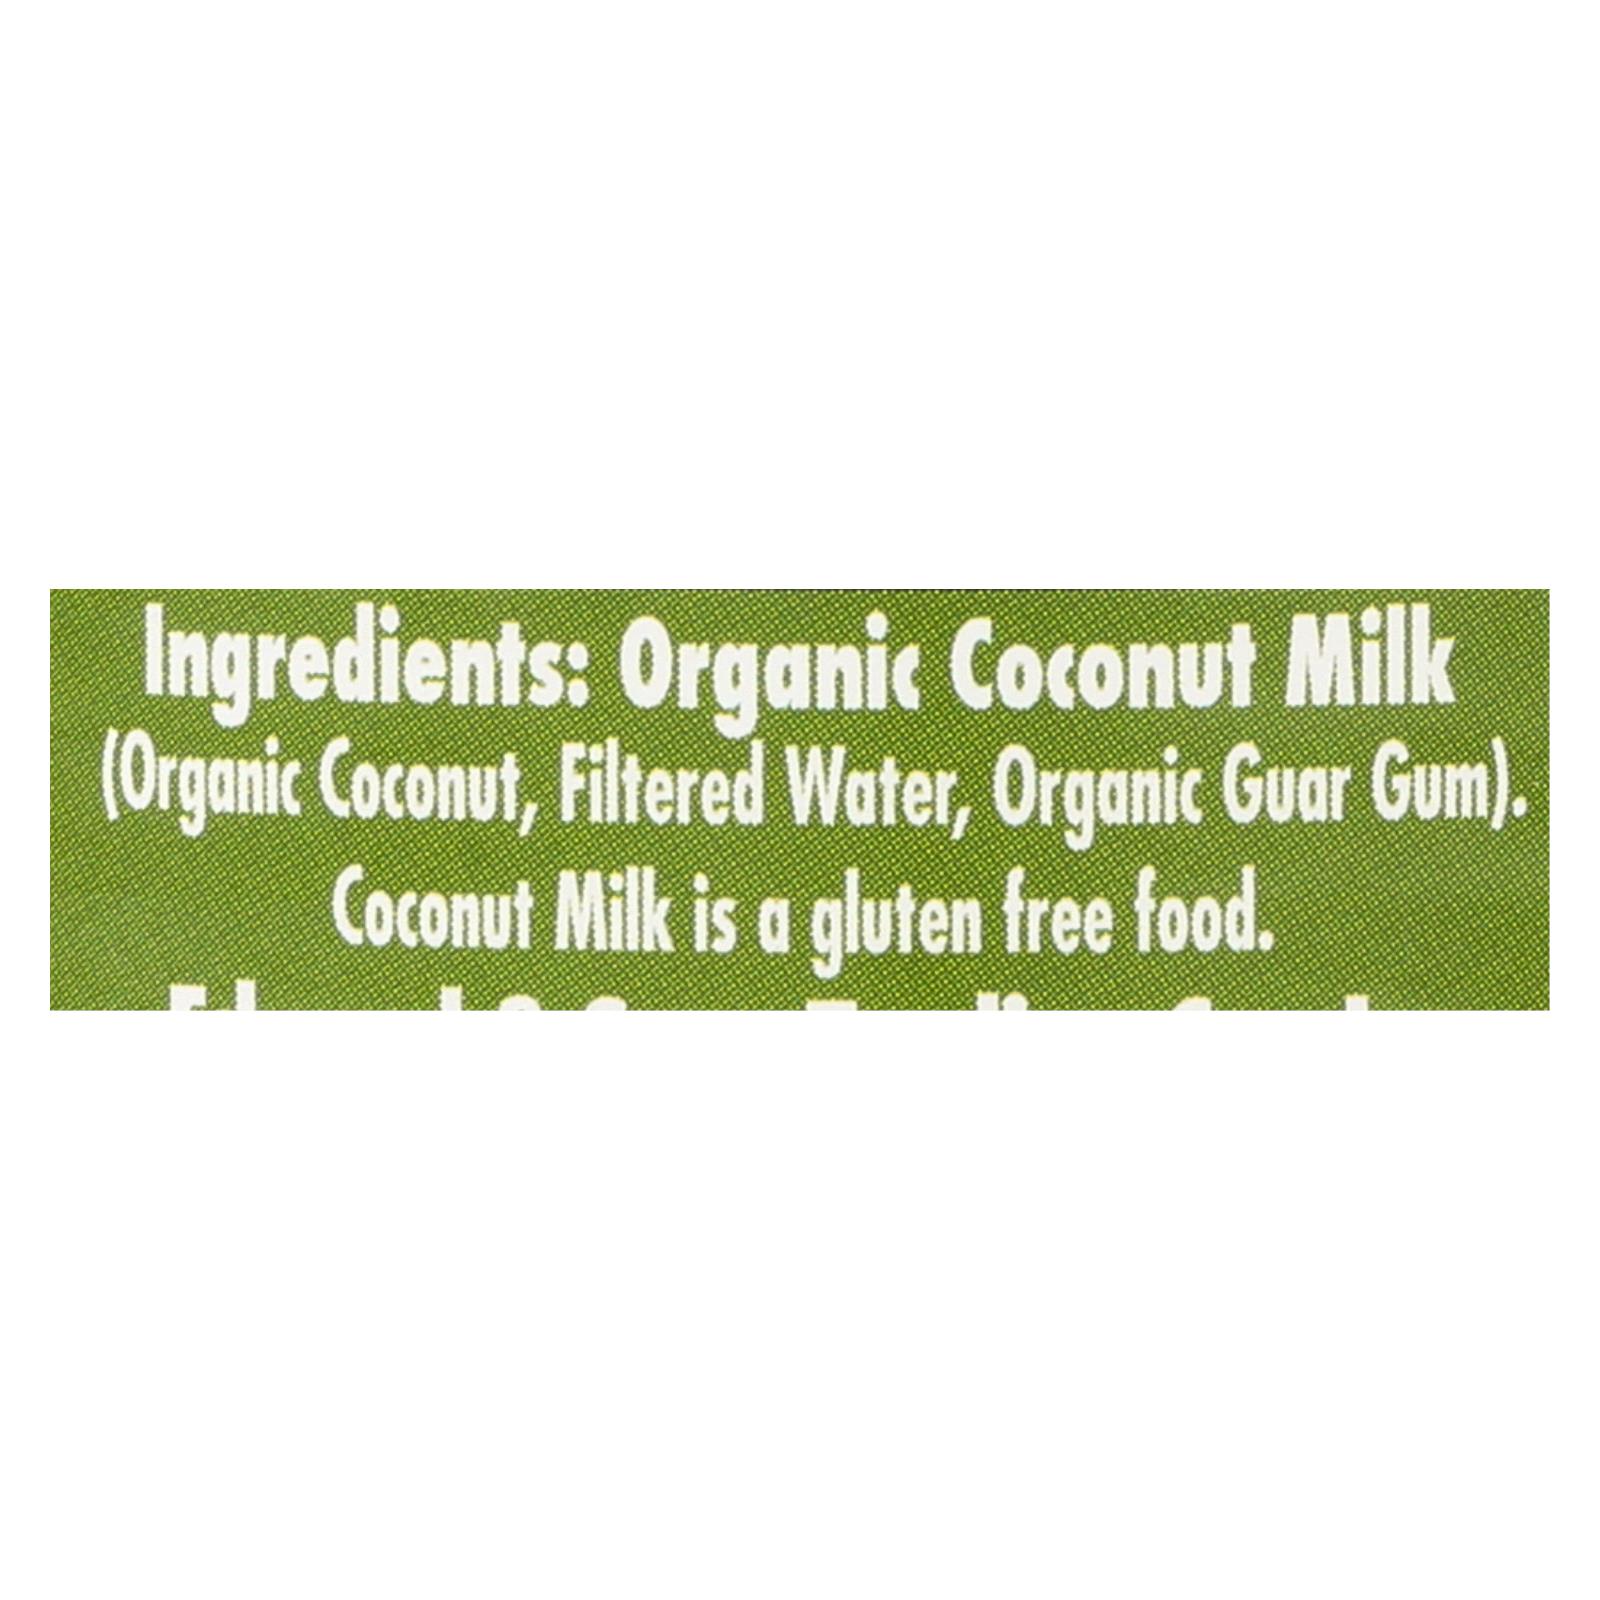 Ingredients: Organic Coconut Milk
(Organic Coconut, Filtered Water, Organic Guar Gum).
Coconut Milk is a gluten free food.